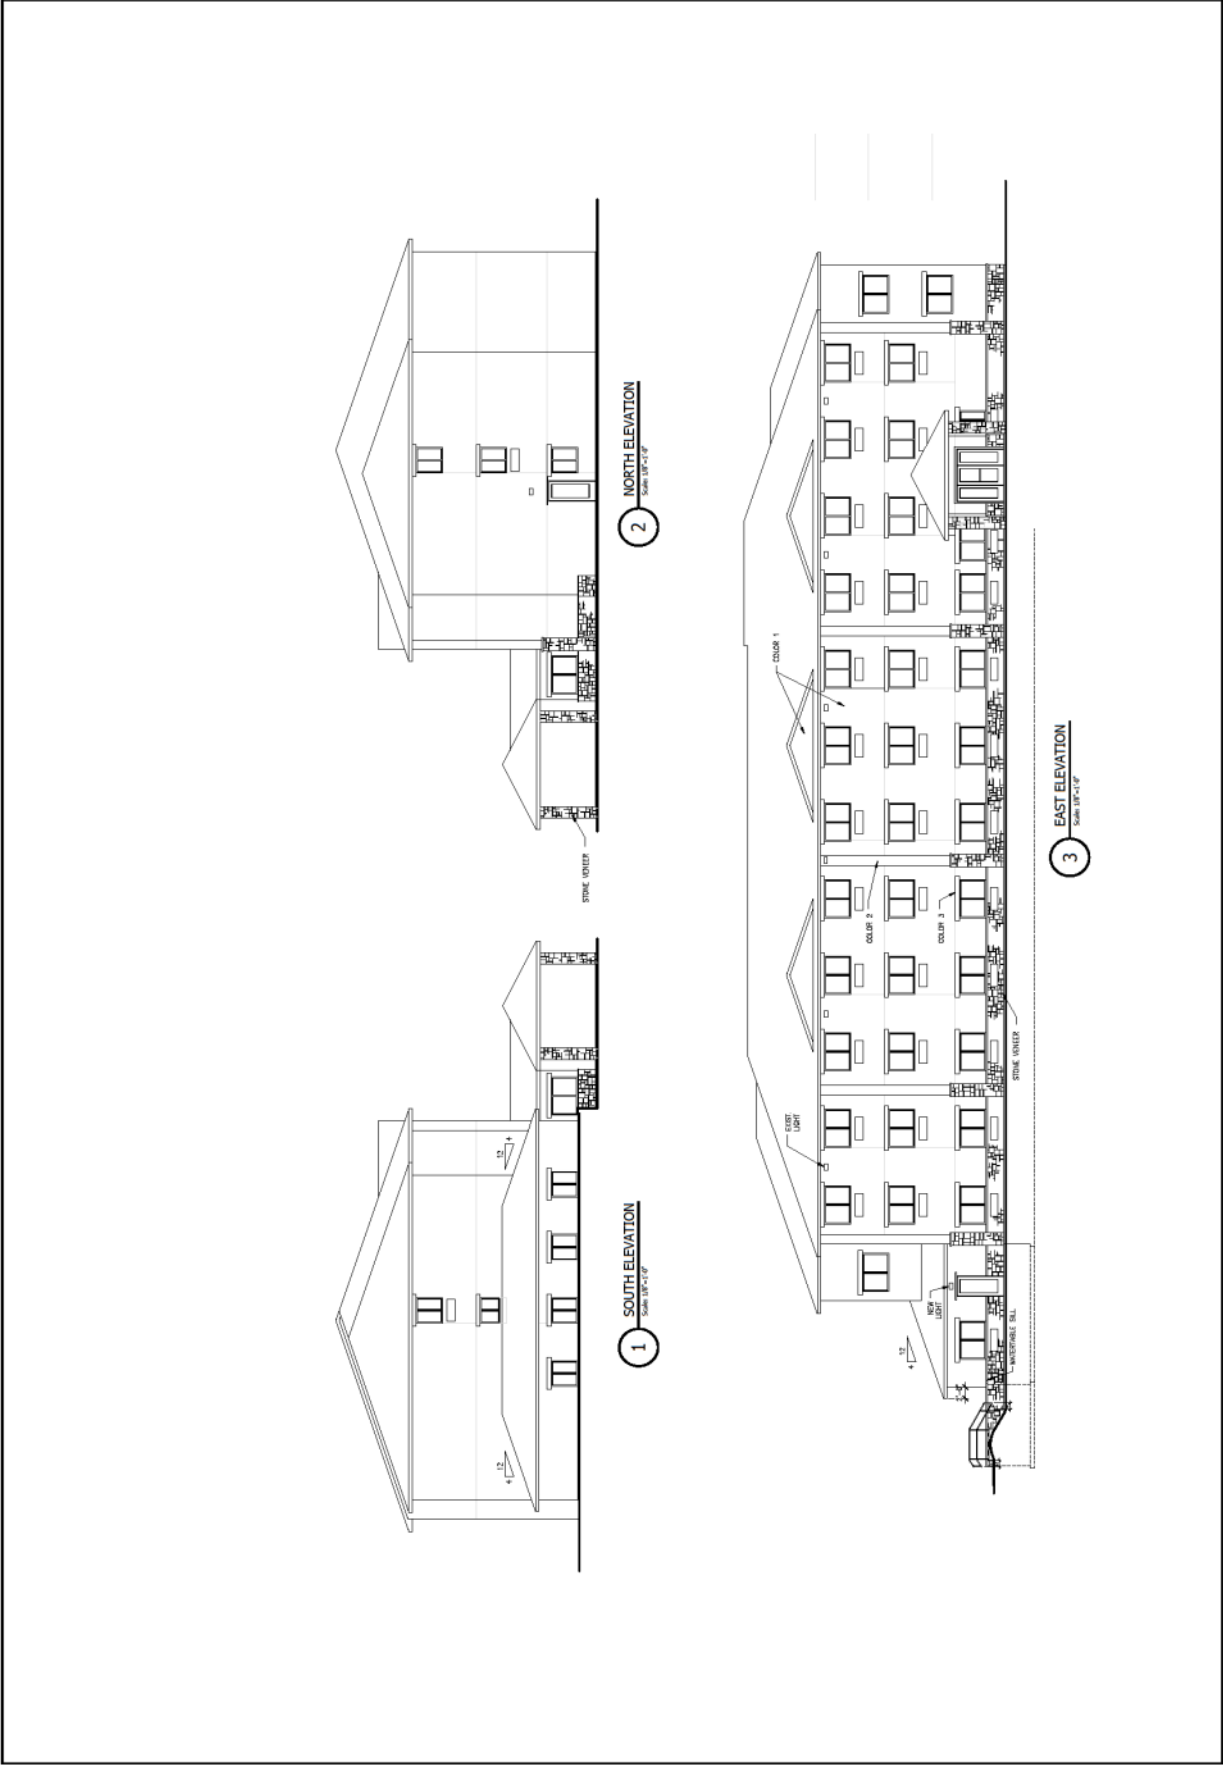 1
SOUTH ELEVATION
Scale: 1/8"=1'-0"
12
4
12
4
2
NORTH ELEVATION
Scale: 1/8"=1'-0"
STONE VENEER
3
EAST ELEVATION
Scale: 1/8"=1'-0"
12
4
NEW
LIGHT
WATERTABLE SILL
EXIST.
LIGHT
STONE VENEER
COLOR 2
COLOR 3
COLOR 1